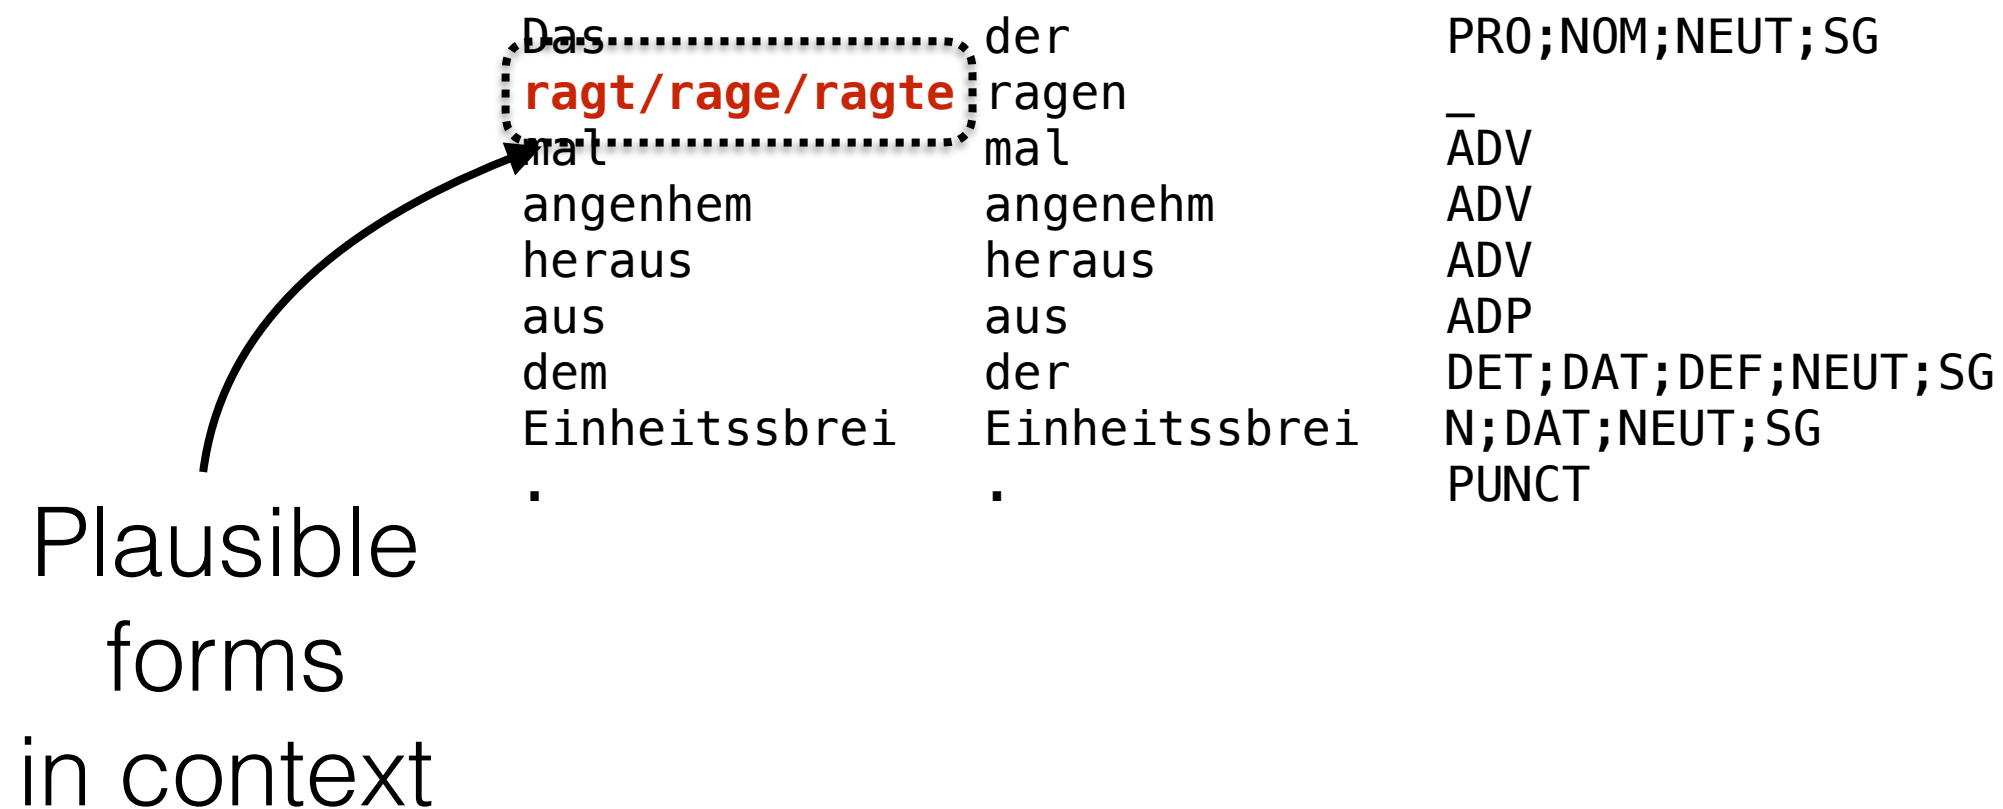 Das der PRO;NOM;NEUT;SG
ragt/rage/ragte ragen _
mal mal ADV
angenhem angenehm ADV
heraus heraus ADV
aus aus ADP
dem der DET;DAT;DEF;NEUT;SG
Einheitssbrei Einheitssbrei N;DAT;NEUT;SG
. . PUNCT
Plausible
forms
in context